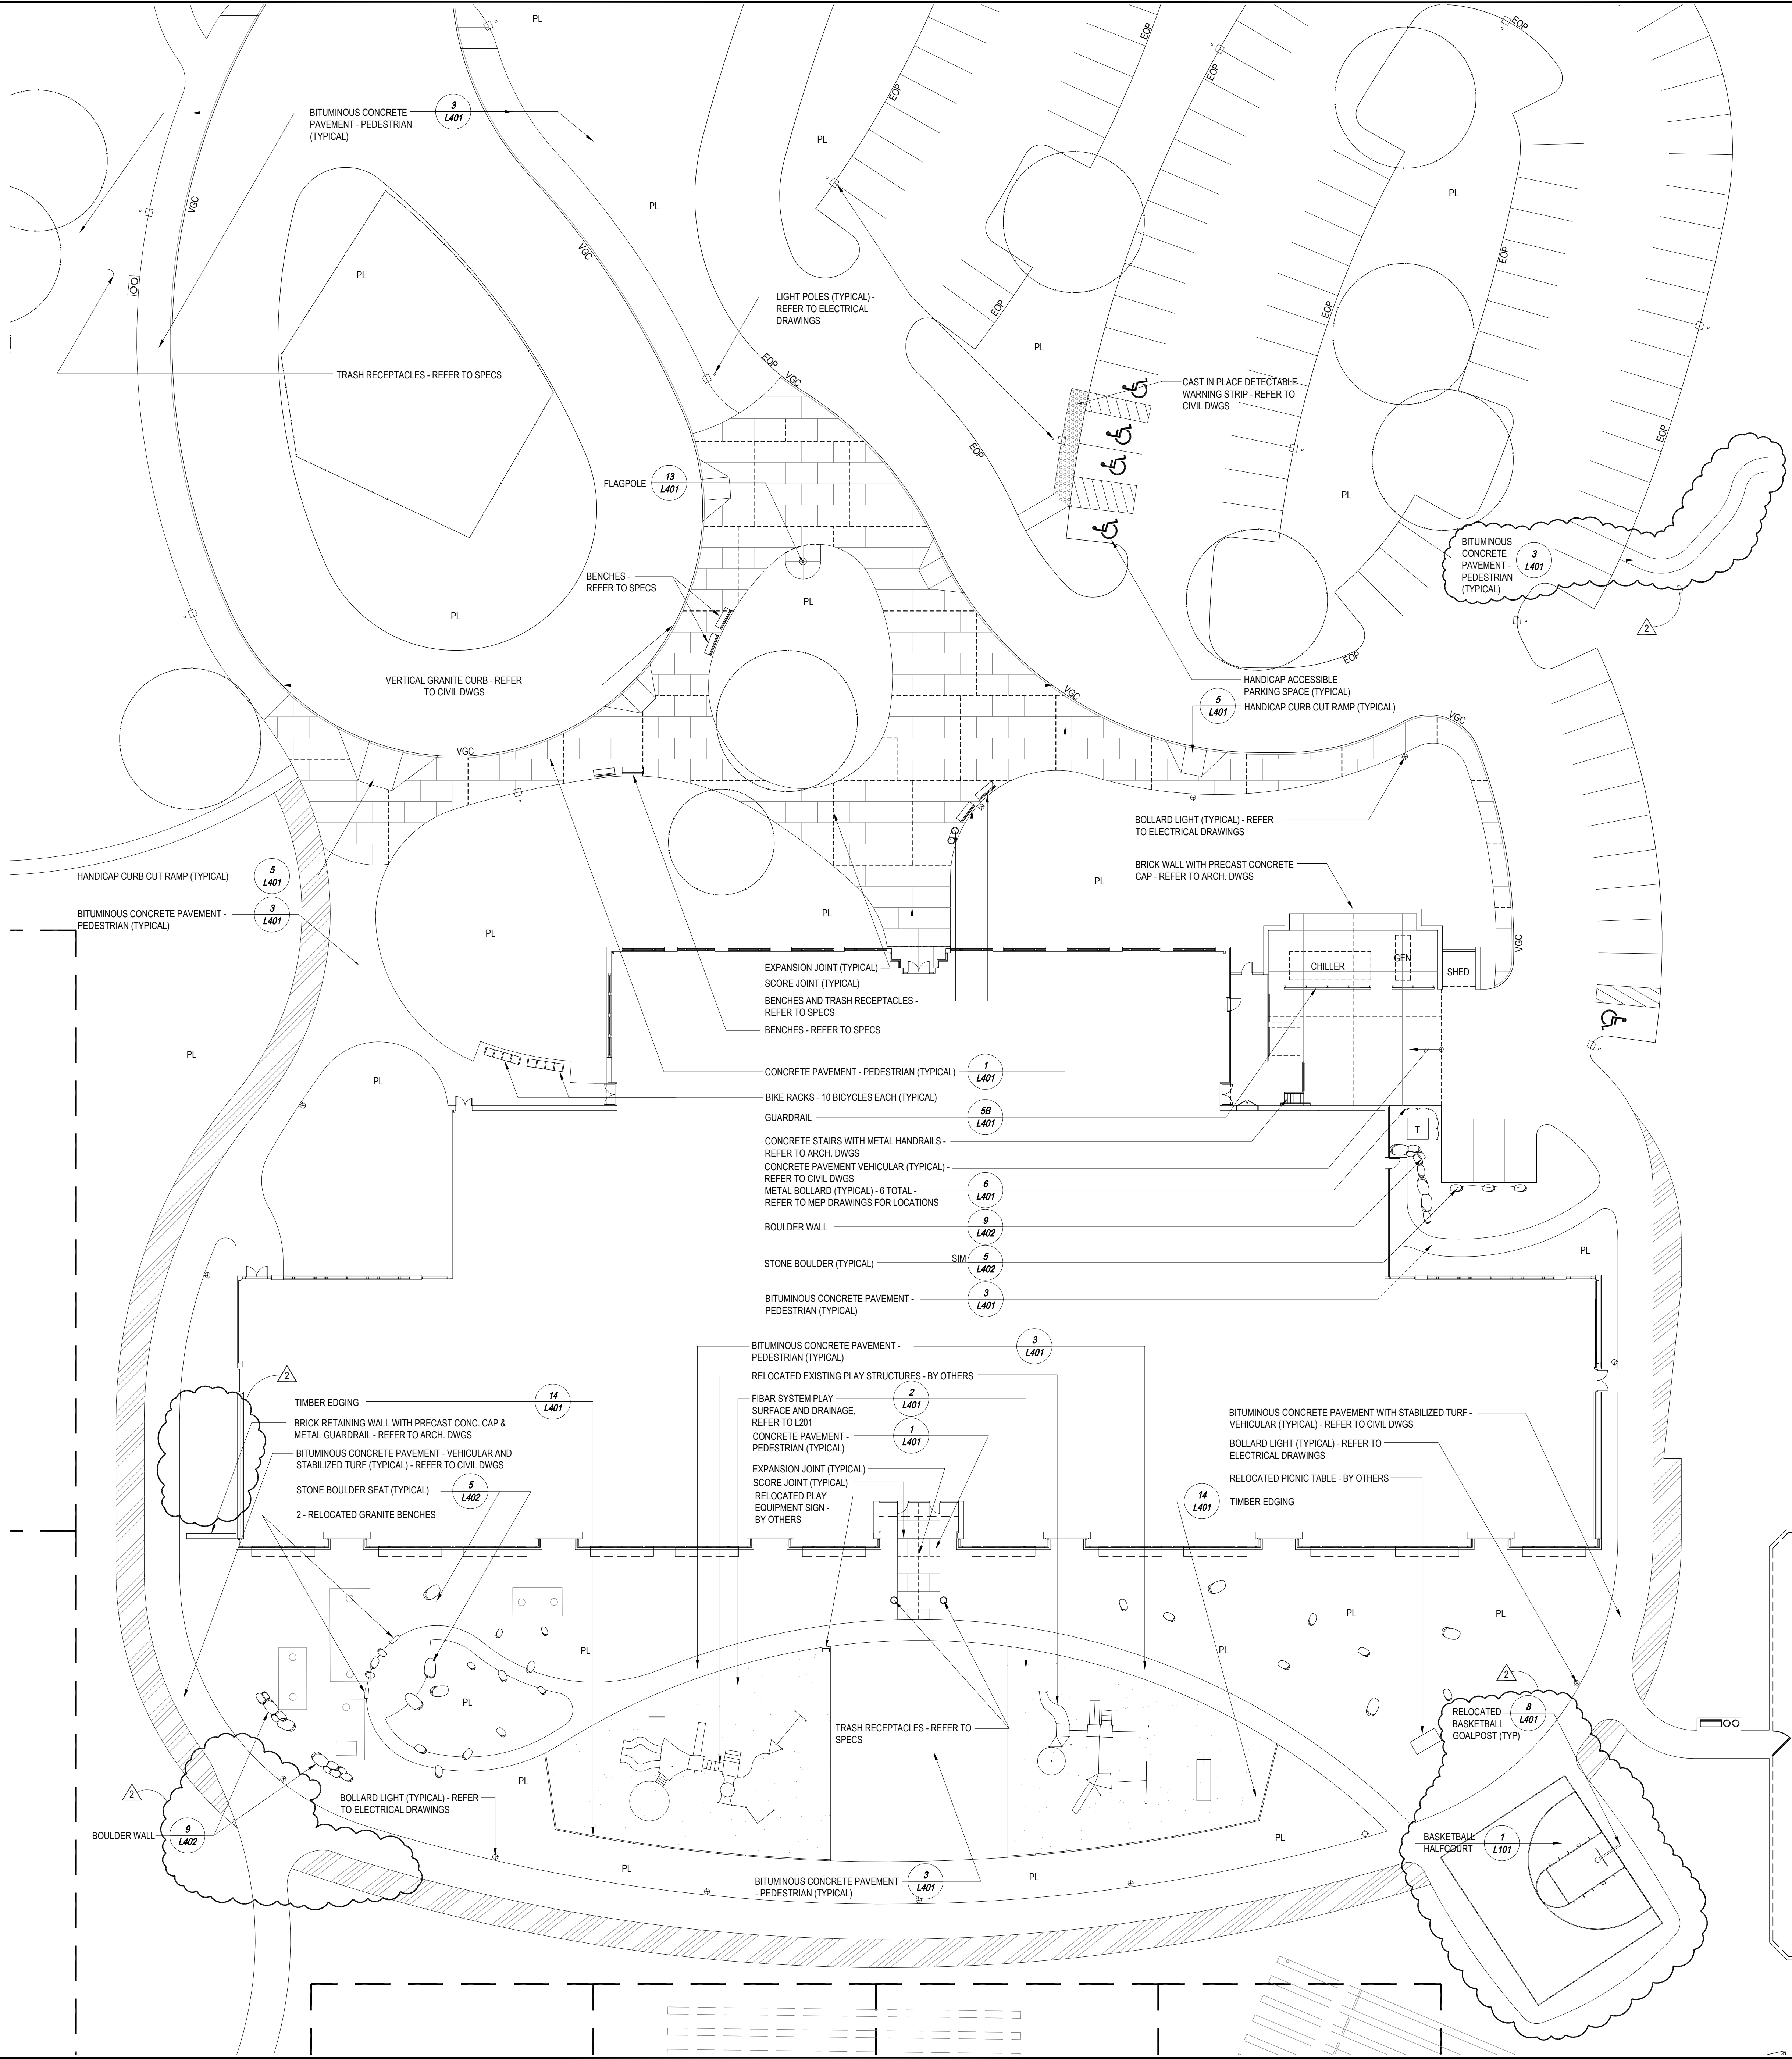 PL
EOP
EOP
EOP
BITUMINOUS CONCRETE
PAVEMENT - PEDESTRIAN
(TYPICAL)
3
L401
EOP
PL
VGC
PL
PL
VGC
EOP
PL
LIGHT POLES (TYPICAL) -
REFER TO ELECTRICAL
DRAWINGS
EOP
EOP
PL
EOP
VGC
TRASH RECEPTACLES - REFER TO SPECS
CAST IN PLACE DETECTABLE
WARNING STRIP - REFER TO
CIVIL DWGS
EOP
EOP
FLAGPOLE
13
L401
PL
BITUMINOUS
CONCRETE
PAVEMENT -
PEDESTRIAN
(TYPICAL)
3
L401
2
BENCHES -
REFER TO SPECS
PL
PL
EOP
VERTICAL GRANITE CURB - REFER
TO CIVIL DWGS
VGC
HANDICAP ACCESSIBLE
PARKING SPACE (TYPICAL)
5
L401
HANDICAP CURB CUT RAMP (TYPICAL)
VGC
VGC
BOLLARD LIGHT (TYPICAL) - REFER
TO ELECTRICAL DRAWINGS
BRICK WALL WITH PRECAST CONCRETE
CAP - REFER TO ARCH. DWGS
PL
HANDICAP CURB CUT RAMP (TYPICAL)
5
L401
BITUMINOUS CONCRETE PAVEMENT -
PEDESTRIAN (TYPICAL)
3
L401
PL
PL
VGC
EXPANSION JOINT (TYPICAL)
SCORE JOINT (TYPICAL)
BENCHES AND TRASH RECEPTACLES -
REFER TO SPECS
BENCHES - REFER TO SPECS
CHILLER
GEN
SHED
PL
PL
CONCRETE PAVEMENT - PEDESTRIAN (TYPICAL)
1
L401
BIKE RACKS - 10 BICYCLES EACH (TYPICAL)
GUARDRAIL
5B
L401
T
CONCRETE STAIRS WITH METAL HANDRAILS -
REFER TO ARCH. DWGS
CONCRETE PAVEMENT VEHICULAR (TYPICAL) -
REFER TO CIVIL DWGS
METAL BOLLARD (TYPICAL) - 6 TOTAL -
REFER TO MEP DRAWINGS FOR LOCATIONS
6
L401
BOULDER WALL
9
L402
STONE BOULDER (TYPICAL)
SIM
5
L402
PL
BITUMINOUS CONCRETE PAVEMENT -
PEDESTRIAN (TYPICAL)
3
L401
BITUMINOUS CONCRETE PAVEMENT -
PEDESTRIAN (TYPICAL)
3
L401
RELOCATED EXISTING PLAY STRUCTURES - BY OTHERS
2
TIMBER EDGING
14
L401
FIBAR SYSTEM PLAY
SURFACE AND DRAINAGE,
REFER TO L201
2
L401
BRICK RETAINING WALL WITH PRECAST CONC. CAP &
METAL GUARDRAIL - REFER TO ARCH. DWGS
CONCRETE PAVEMENT -
PEDESTRIAN (TYPICAL)
1
L401
BITUMINOUS CONCRETE PAVEMENT WITH STABILIZED TURF -
VEHICULAR (TYPICAL) - REFER TO CIVIL DWGS
BITUMINOUS CONCRETE PAVEMENT - VEHICULAR AND
STABILIZED TURF (TYPICAL) - REFER TO CIVIL DWGS
BOLLARD LIGHT (TYPICAL) - REFER TO
ELECTRICAL DRAWINGS
EXPANSION JOINT (TYPICAL)
SCORE JOINT (TYPICAL)
RELOCATED PLAY
EQUIPMENT SIGN -
BY OTHERS
RELOCATED PICNIC TABLE - BY OTHERS
STONE BOULDER SEAT (TYPICAL)
5
L402
14
L401
TIMBER EDGING
2 - RELOCATED GRANITE BENCHES
PL
PL
PL
PL
PL
2
RELOCATED
BASKETBALL
GOALPOST (TYP)
8
L401
TRASH RECEPTACLES - REFER TO
SPECS
PL
2
BOLLARD LIGHT (TYPICAL) - REFER
TO ELECTRICAL DRAWINGS
BOULDER WALL
9
L402
PL
BASKETBALL
HALFCOURT
1
L101
PL
PL
BITUMINOUS CONCRETE PAVEMENT
- PEDESTRIAN (TYPICAL)
3
L401